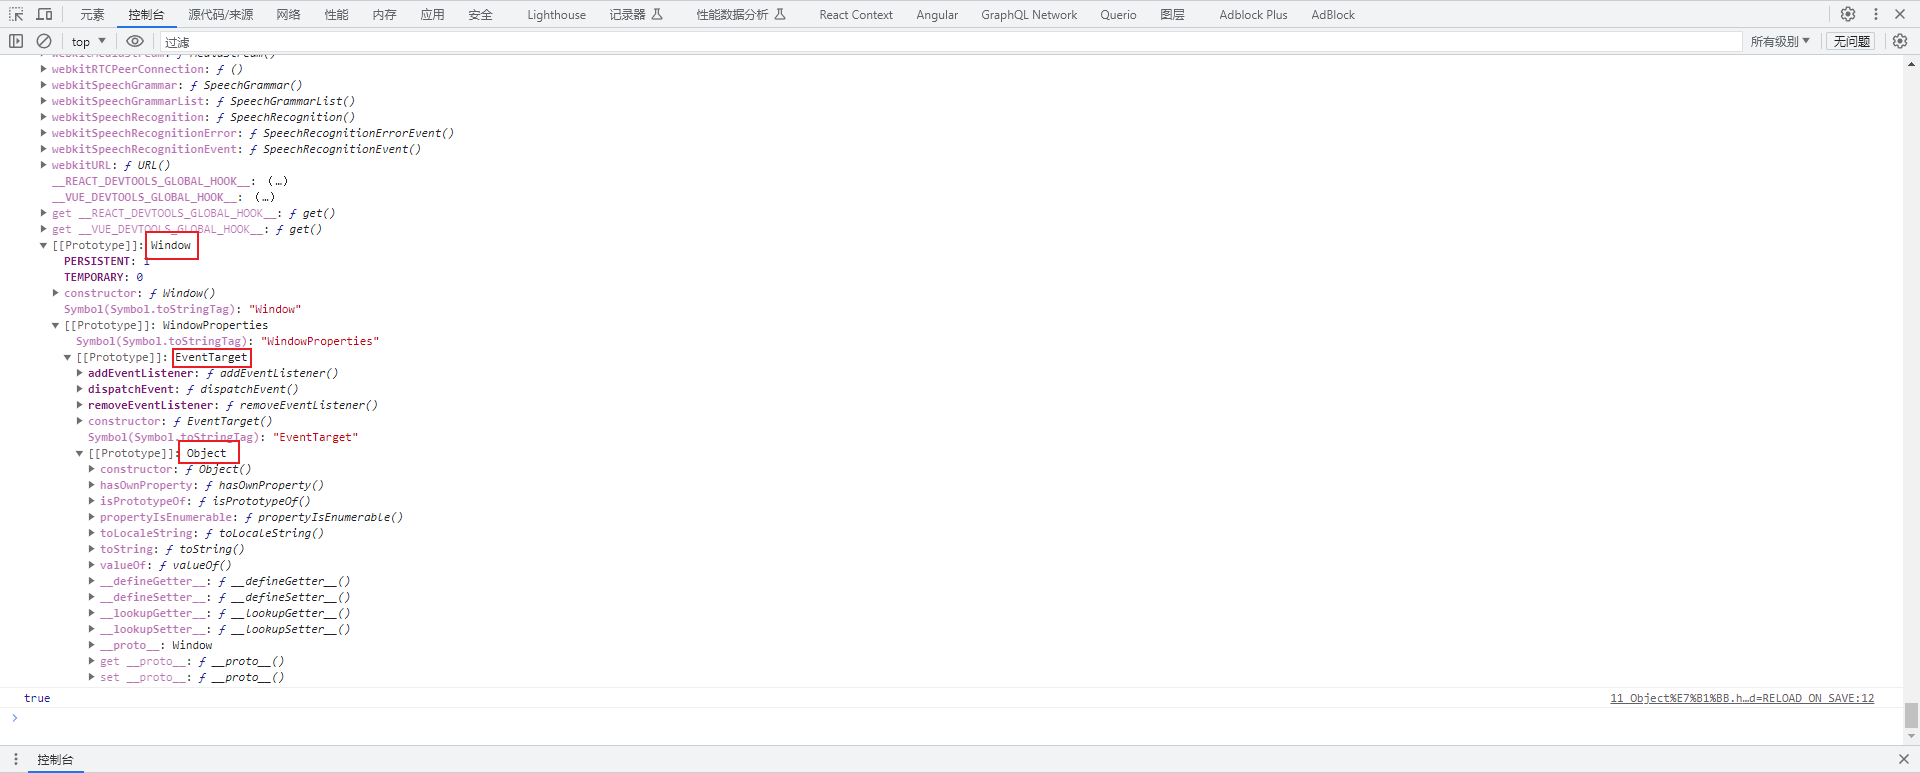 元素 控制台 源代码/来源 网络 性能 内存 应用 安全 Lighthouse 记录器 性能数据分析 React Context Angular GraphQL Network Querio 图层 Adblock Plus AdBlock
top 过滤 所有级别 无问题
webkitMediaStream: ƒ MediaStream()
webkitRTCPeerConnection: ƒ ()
webkitSpeechGrammar: ƒ SpeechGrammar()
webkitSpeechGrammarList: ƒ SpeechGrammarList()
webkitSpeechRecognition: ƒ SpeechRecognition()
webkitSpeechRecognitionError: ƒ SpeechRecognitionErrorEvent()
webkitSpeechRecognitionEvent: ƒ SpeechRecognitionEvent()
webkitURL: ƒ URL()
__REACT_DEVTOOLS_GLOBAL_HOOK__: (…)
__VUE_DEVTOOLS_GLOBAL_HOOK__: (…)
get __REACT_DEVTOOLS_GLOBAL_HOOK__: ƒ get()
get __VUE_DEVTOOLS_GLOBAL_HOOK__: ƒ get()
[[Prototype]]: Window
PERSISTENT: 1
TEMPORARY: 0
constructor: ƒ Window()
Symbol(Symbol.toStringTag): "Window"
[[Prototype]]: WindowProperties
Symbol(Symbol.toStringTag): "WindowProperties"
[[Prototype]]: EventTarget
addEventListener: ƒ addEventListener()
dispatchEvent: ƒ dispatchEvent()
removeEventListener: ƒ removeEventListener()
constructor: ƒ EventTarget()
Symbol(Symbol.toStringTag): "EventTarget"
[[Prototype]]: Object
constructor: ƒ Object()
hasOwnProperty: ƒ hasOwnProperty()
isPrototypeOf: ƒ isPrototypeOf()
propertyIsEnumerable: ƒ propertyIsEnumerable()
toLocaleString: ƒ toLocaleString()
toString: ƒ toString()
valueOf: ƒ valueOf()
__defineGetter__: ƒ __defineGetter__()
__defineSetter__: ƒ __defineSetter__()
__lookupGetter__: ƒ __lookupGetter__()
__lookupSetter__: ƒ __lookupSetter__()
__proto__: Window
get __proto__: ƒ __proto__()
set __proto__: ƒ __proto__()
true 11_Object%E7%B1%BB.h…d=RELOAD_ON_SAVE:12
控制台